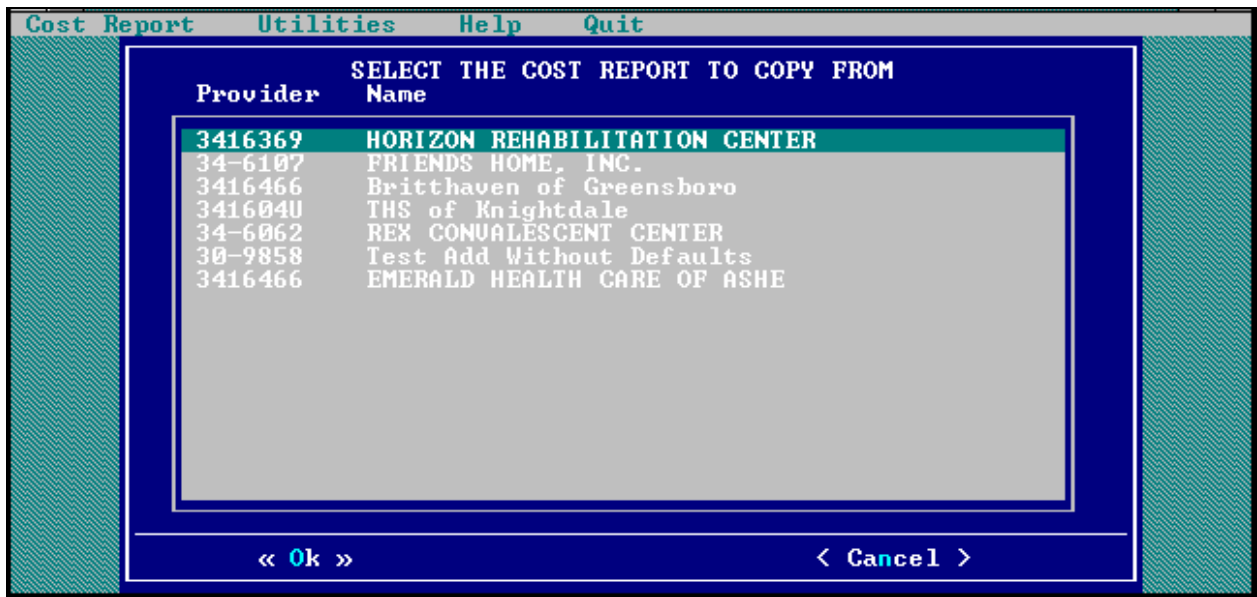 Cost Report Utilities Help Quit
SELECT THE COST REPORT TO COPY FROM
Provider Name
3416369 HORIZON REHABILITATION CENTER
34-6107 FRIENDS HOME, INC.
3416466 Britthaven of Greensboro
341604U THS of Knightdale
34-6062 REX CONVALESCENT CENTER
30-9858 Test Add Without Defaults
3416466 EMERALD HEALTH CARE OF ASHE
« Ok » < Cancel >